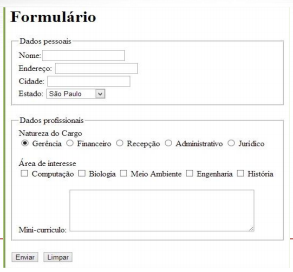 Formulário
Dados pessoais
Nome:
Endereço:
Cidade:
Estado: São Paulo
Dados profissionais
Natureza do Cargo
Gerência Financeiro Recepção Administrativo Jurídico
Área de interesse
Computação Biologia Meio Ambiente Engenharia História
Mini-curriculo:
Enviar Limpar